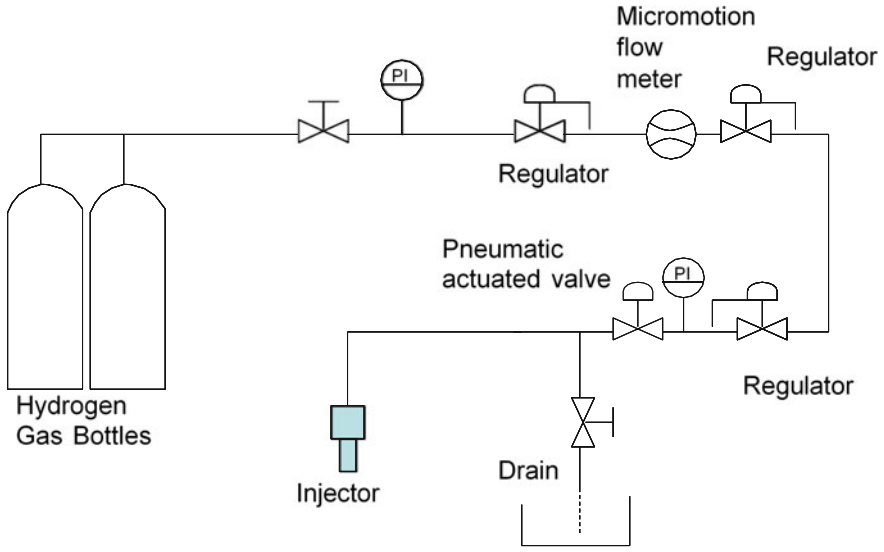 Micromotion
flow
meter
Regulator
PI
Regulator
Pneumatic
actuated valve
PI
Regulator
Hydrogen
Gas Bottles
Injector
Drain